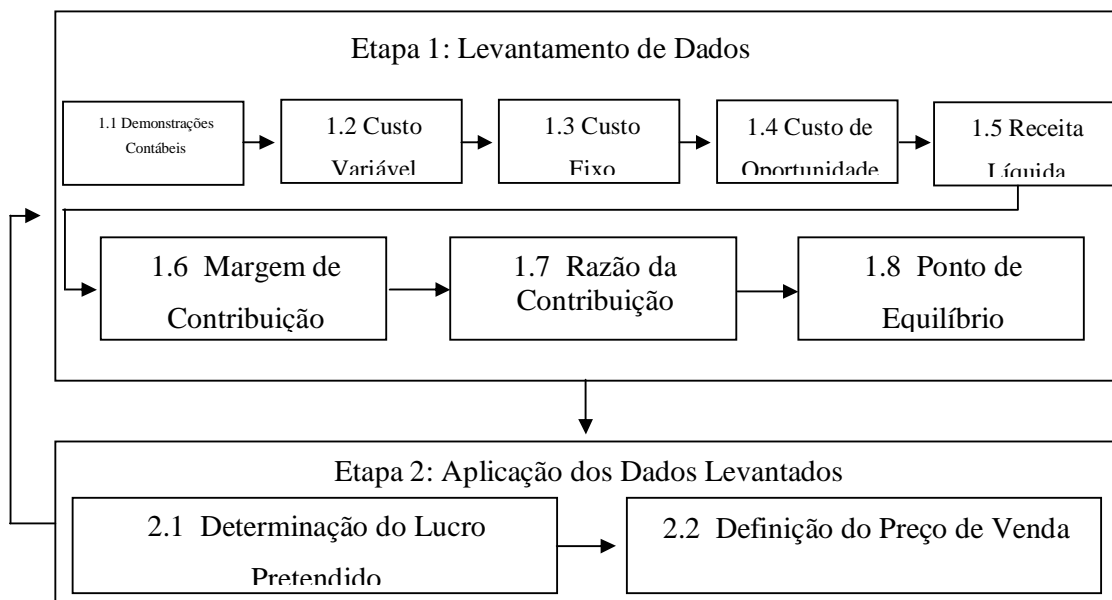 Etapa 1: Levantamento de Dados
1.1 Demonstrações
Contábeis
1.2 Custo
Variável
1.3 Custo
Fixo
1.4 Custo de
Oportunidade
1.5 Receita
Líquida
1.6 Margem de
Contribuição
1.7 Razão da
Contribuição
1.8 Ponto de
Equilíbrio
Etapa 2: Aplicação dos Dados Levantados
2.1 Determinação do Lucro
Pretendido
2.2 Definição do Preço de Venda